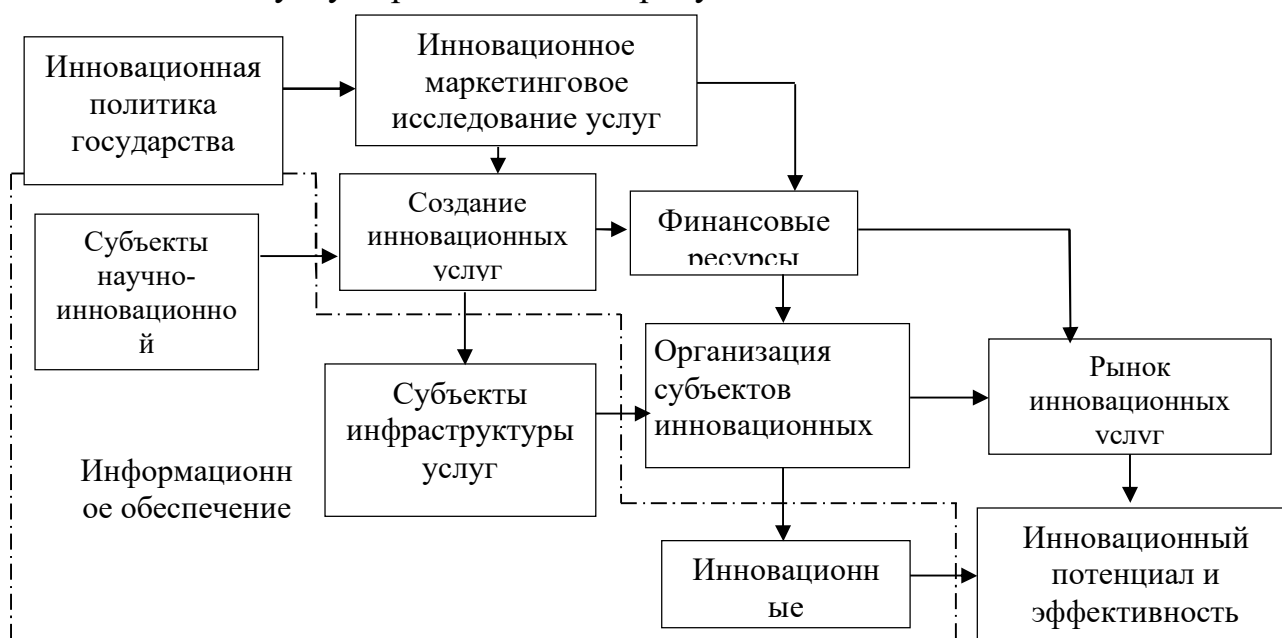 Инновационная
политика
государства
Инновационное
маркетинговое
исследование услуг
Создание
инновационных
услуг
Финансовые
ресурсы
Субъекты
научно-
инновационно
й
Организация
субъектов
инновационных
Рынок
инновационных
услуг
Субъекты
инфраструктуры
услуг
Информационн
ое обеспечение
Инновационн
ые
Инновационный
потенциал и
эффективность